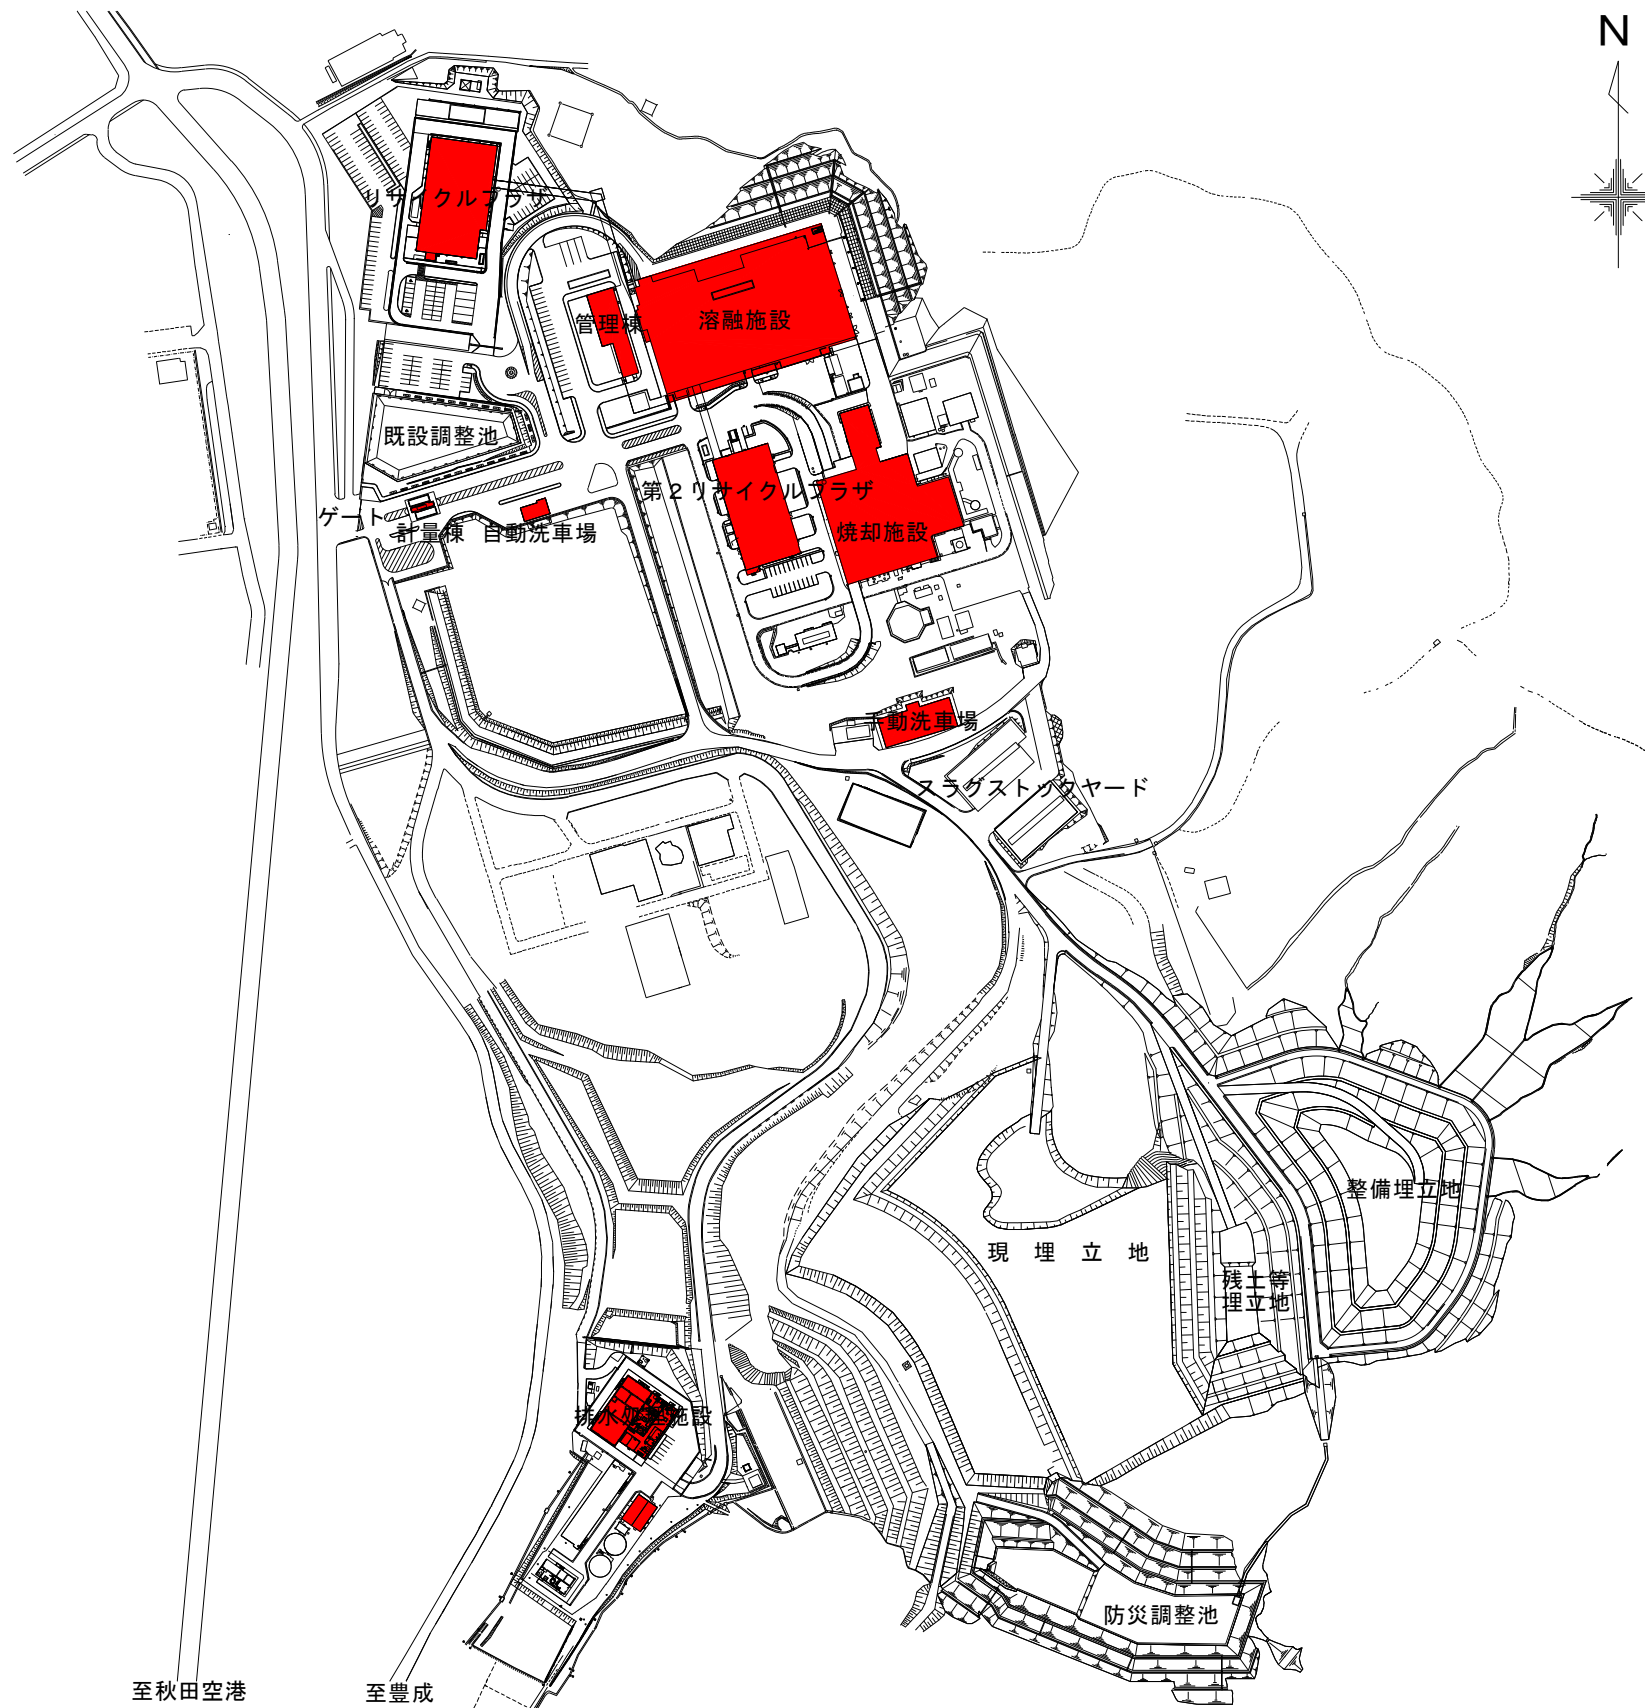 N
リサイクルプラザ
管理棟
溶融施設
既設調整池
第2リサイクルプラザ
ゲート
計量棟
自動洗車場
焼却施設
手動洗車場
スラグストックヤード
整備埋立地
現埋立地
残土等
埋立地
排水処理施設
防災調整池
至秋田空港
至豊成